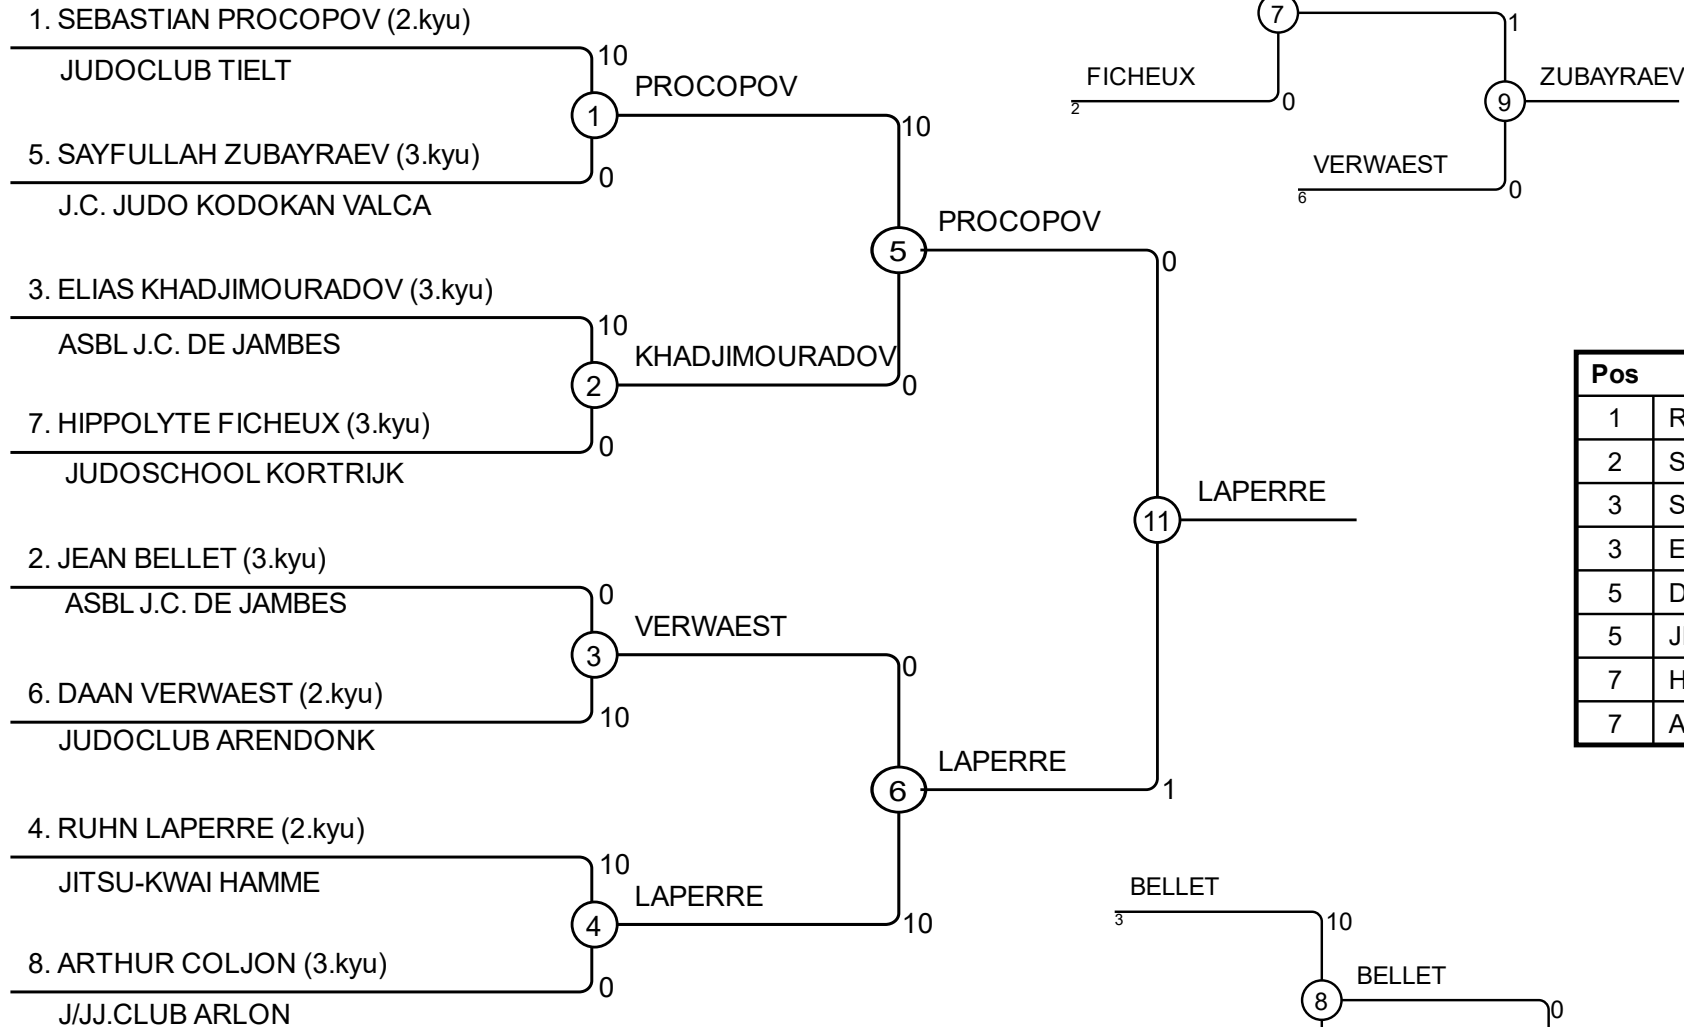 1. SEBASTIAN PROCOPOV (2.kyu)
10
JUDOCLUB TIELT
PROCOPOV
1
10
5. SAYFULLAH ZUBAYRAEV (3.kyu)
0
J.C. JUDO KODOKAN VALCA
PROCOPOV
5
0
3. ELIAS KHADJIMOURADOV (3.kyu)
10
ASBL J.C. DE JAMBES
KHADJIMOURADOV
2
0
7. HIPPOLYTE FICHEUX (3.kyu)
0
JUDOSCHOOL KORTRIJK
LAPERRE
11
2. JEAN BELLET (3.kyu)
0
ASBL J.C. DE JAMBES
VERWAEST
3
0
6. DAAN VERWAEST (2.kyu)
10
JUDOCLUB ARENDONK
LAPERRE
6
1
4. RUHN LAPERRE (2.kyu)
10
JITSU-KWAI HAMME
LAPERRE
4
10
8. ARTHUR COLJON (3.kyu)
0
J/JJ.CLUB ARLON
7
1
FICHEUX
2
0
9
ZUBAYRAEV
VERWAEST
6
0
Pos
1 R
2 S
3 S
3 E
5 D
5 J
7 H
7 A
BELLET
3
10
BELLET
8
0